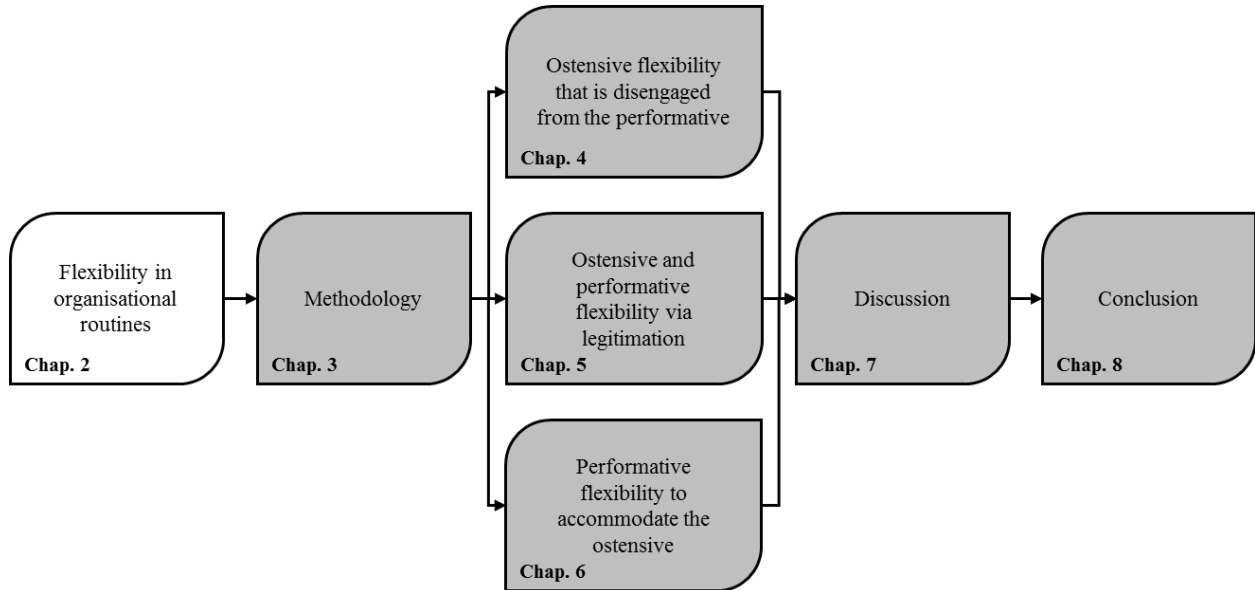 Flexibility in
organisational
routines
Chap. 2
Methodology
Chap. 3
Ostensive flexibility
that is disengaged
from the performative
Chap. 4
Ostensive and
performative
flexibility via
legitimation
Chap. 5
Performative
flexibility to
accommodate the
ostensive
Chap. 6
Discussion
Chap. 7
Conclusion
Chap. 8